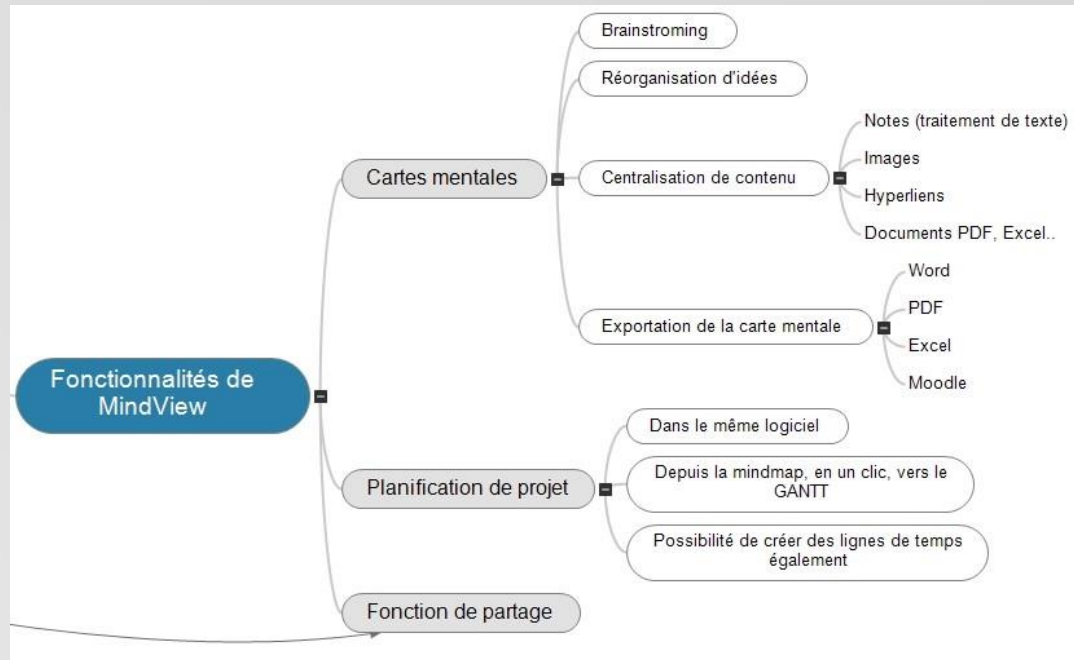 Brainstroming
Réorganisation d'idées
Notes (traitement de texte)
Images
Cartes mentales
Centralisation de contenu
Hyperliens
Documents PDF, Excel..
Word
PDF
Exportation de la carte mentale
Excel
Moodle
Fonctionnalités de
MindView
Dans le même logiciel
Depuis la mindmap, en un clic, vers le
GANTT
Planification de projet
Possibilité de créer des lignes de temps
également
Fonction de partage